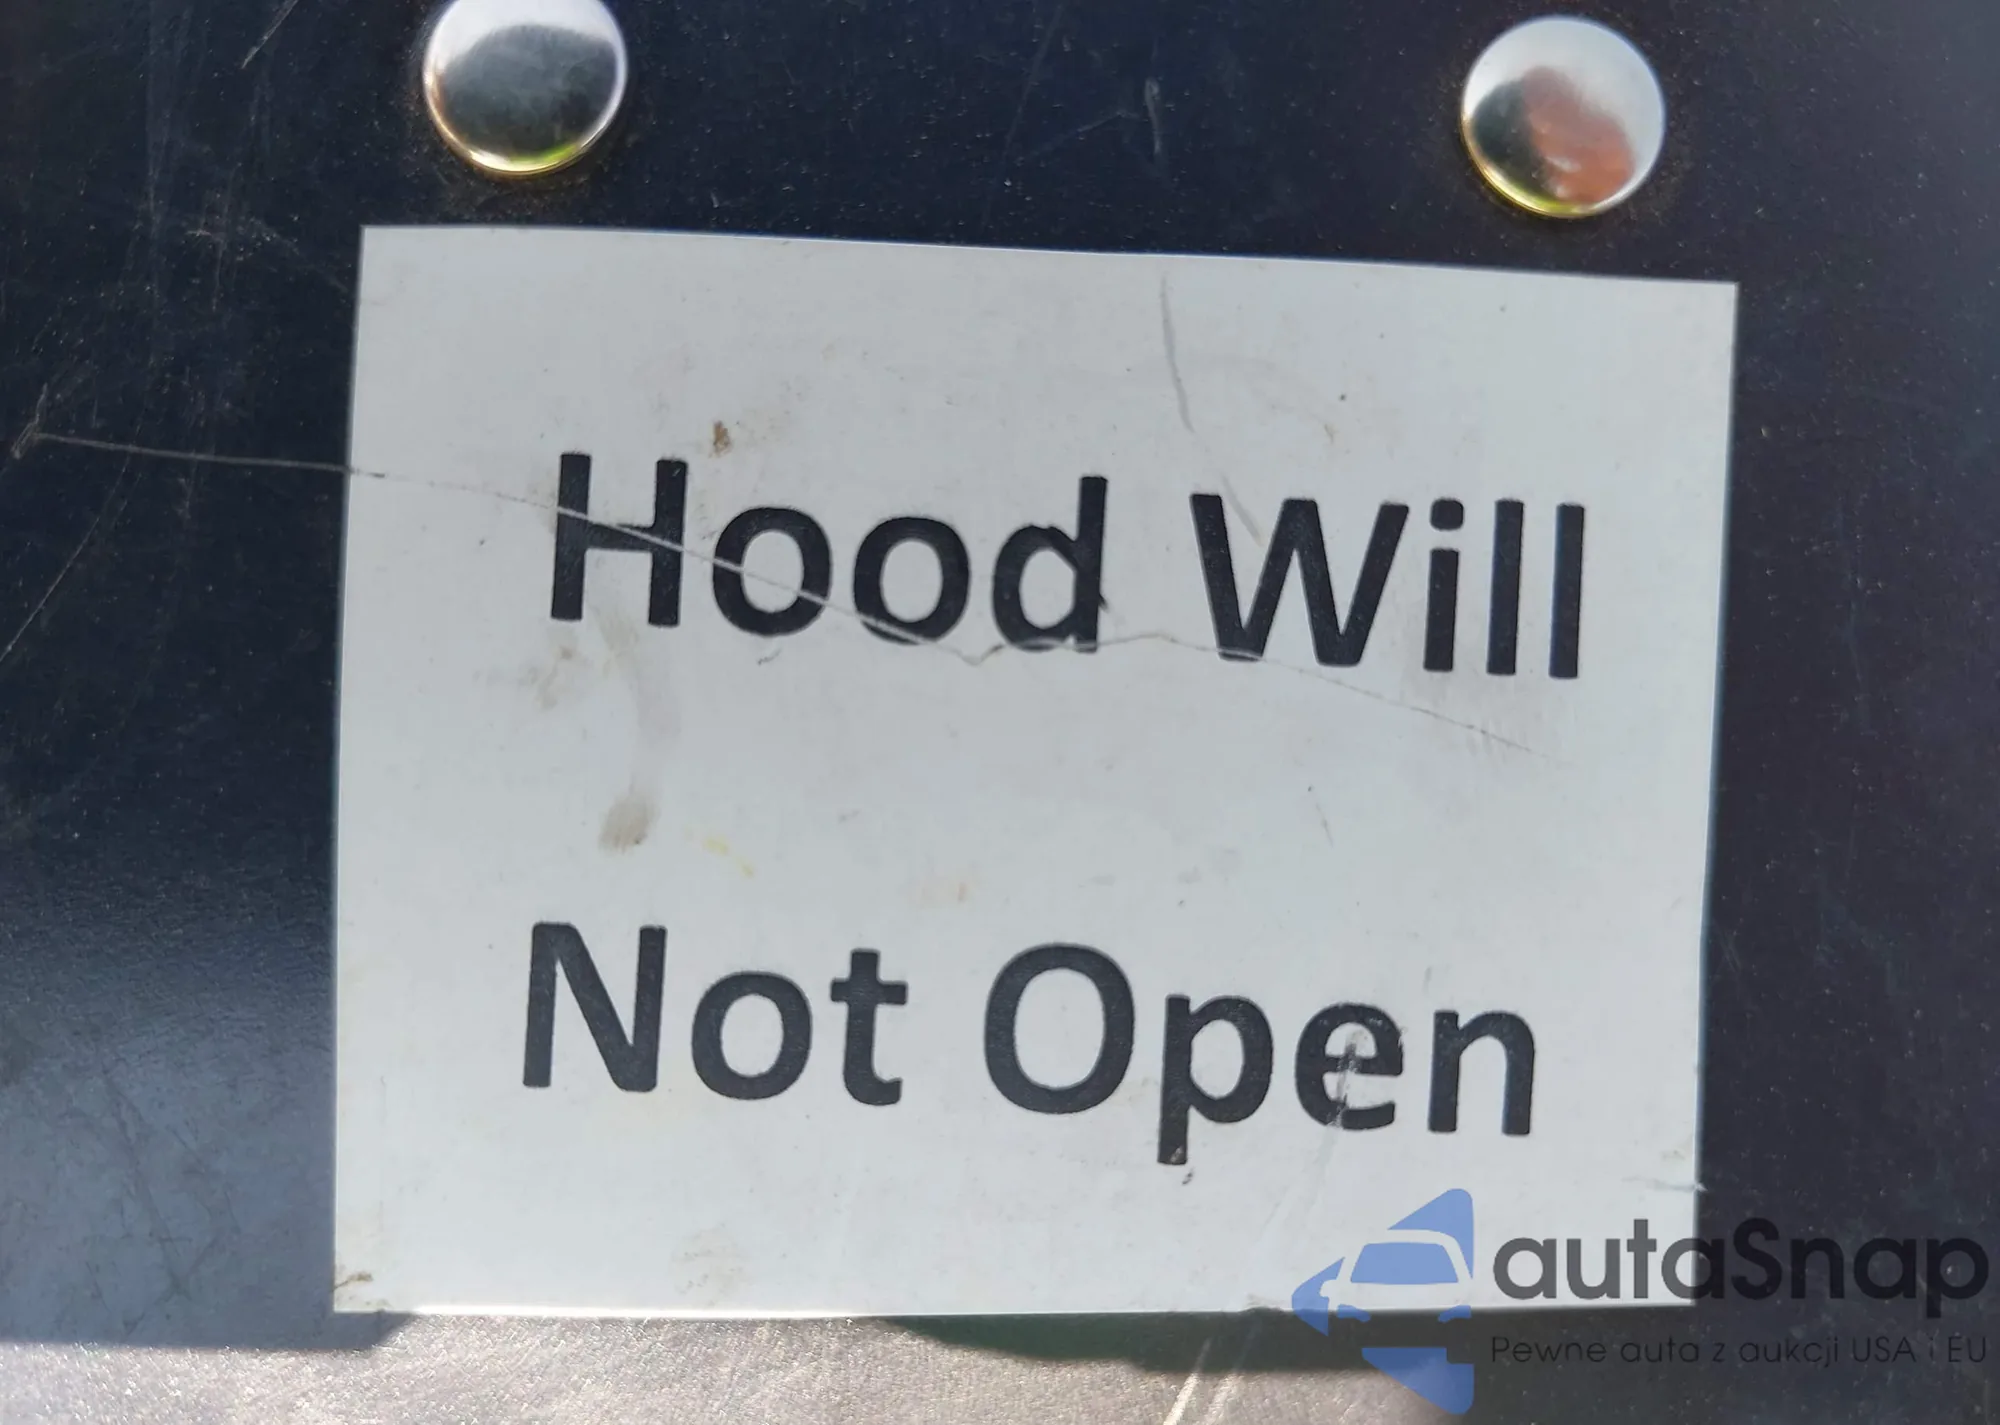 Hood Will
Not Open
autaSnap
Pewne auta z aukcji USA i EU